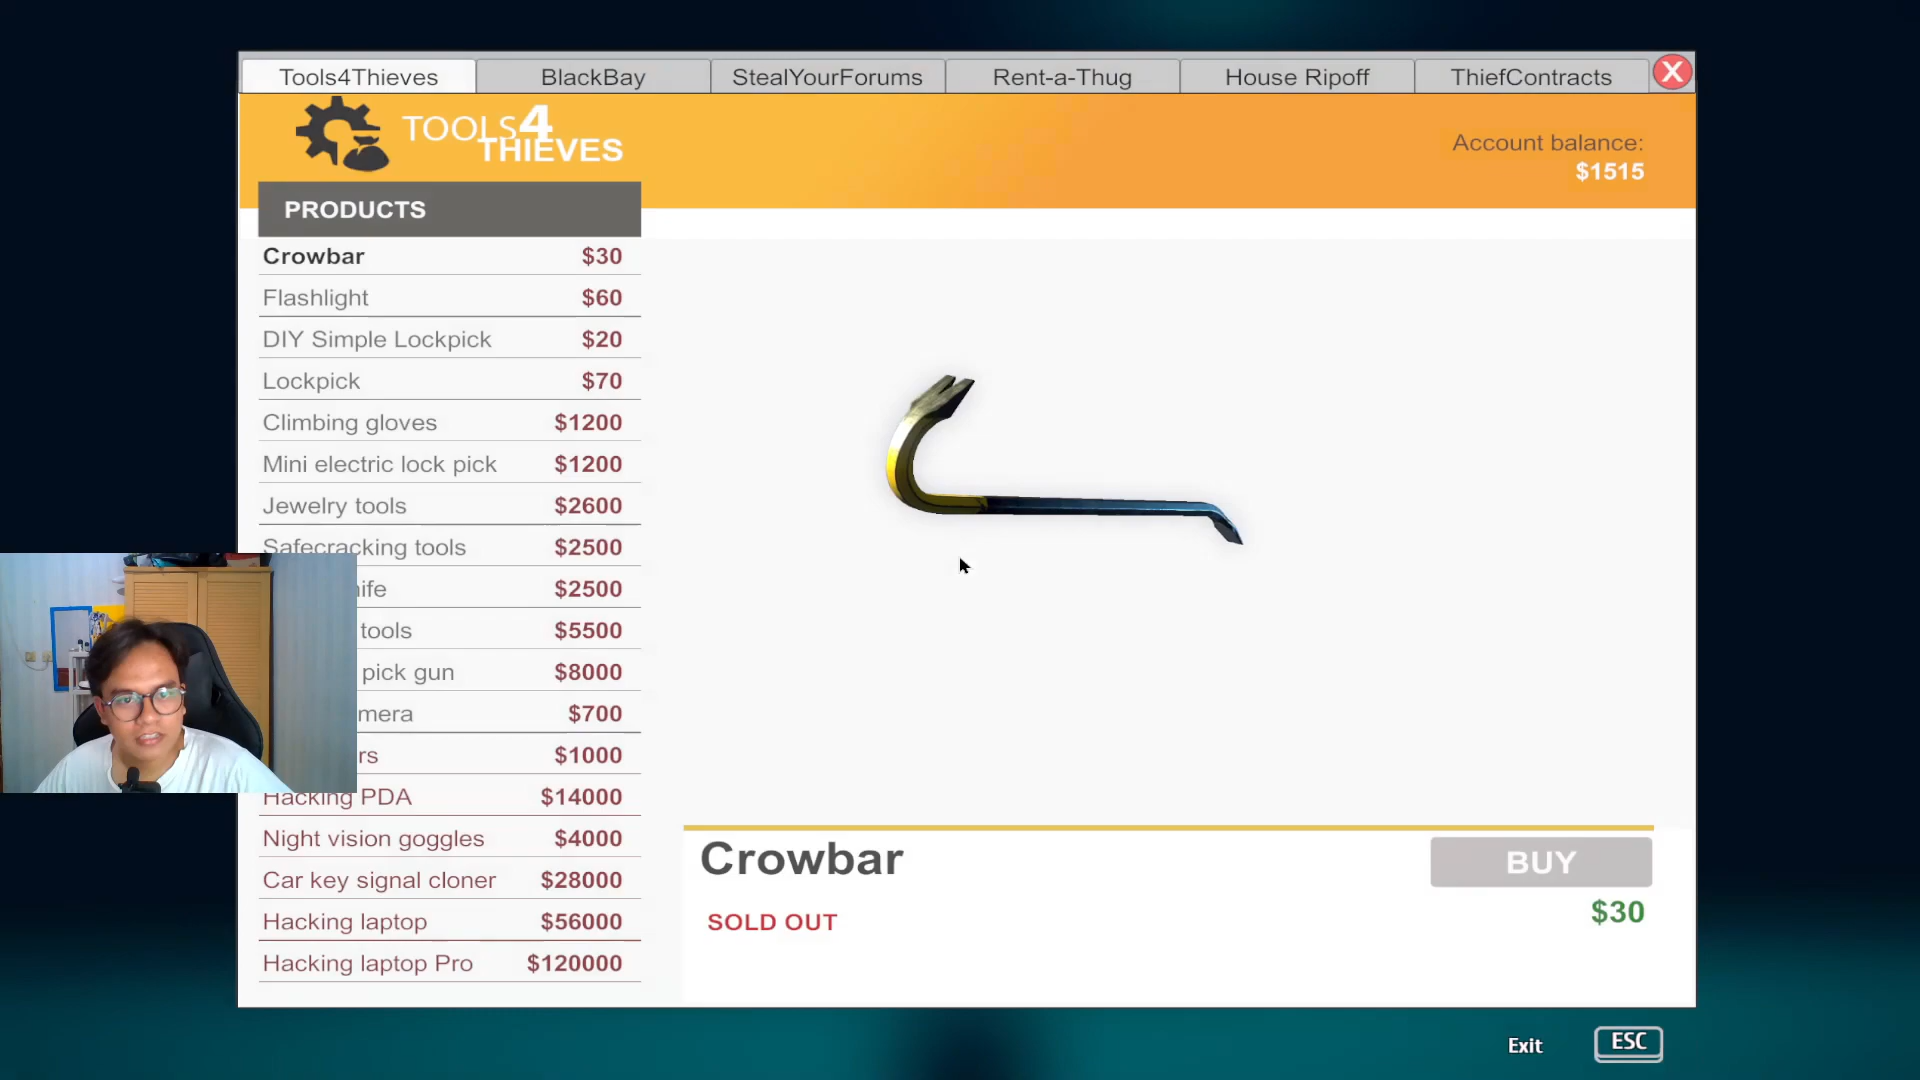 Tools4Thieves BlackBay StealYourForums Rent-a-Thug House Ripoff ThiefContracts X
TOOLS4
THIEVES
Account balance:
$1515
PRODUCTS
Crowbar $30
Flashlight $60
DIY Simple Lockpick $20
Lockpick $70
Climbing gloves $1200
Mini electric lock pick $1200
Jewelry tools $2600
Safecracking tools $2500
ife $2500
tools $5500
pick gun $8000
mera $700
rs $1000
Hacking PDA $14000
Night vision goggles $4000
Car key signal cloner $28000
Hacking laptop $56000
Hacking laptop Pro $120000
Crowbar
BUY
SOLD OUT
$30
Exit ESC